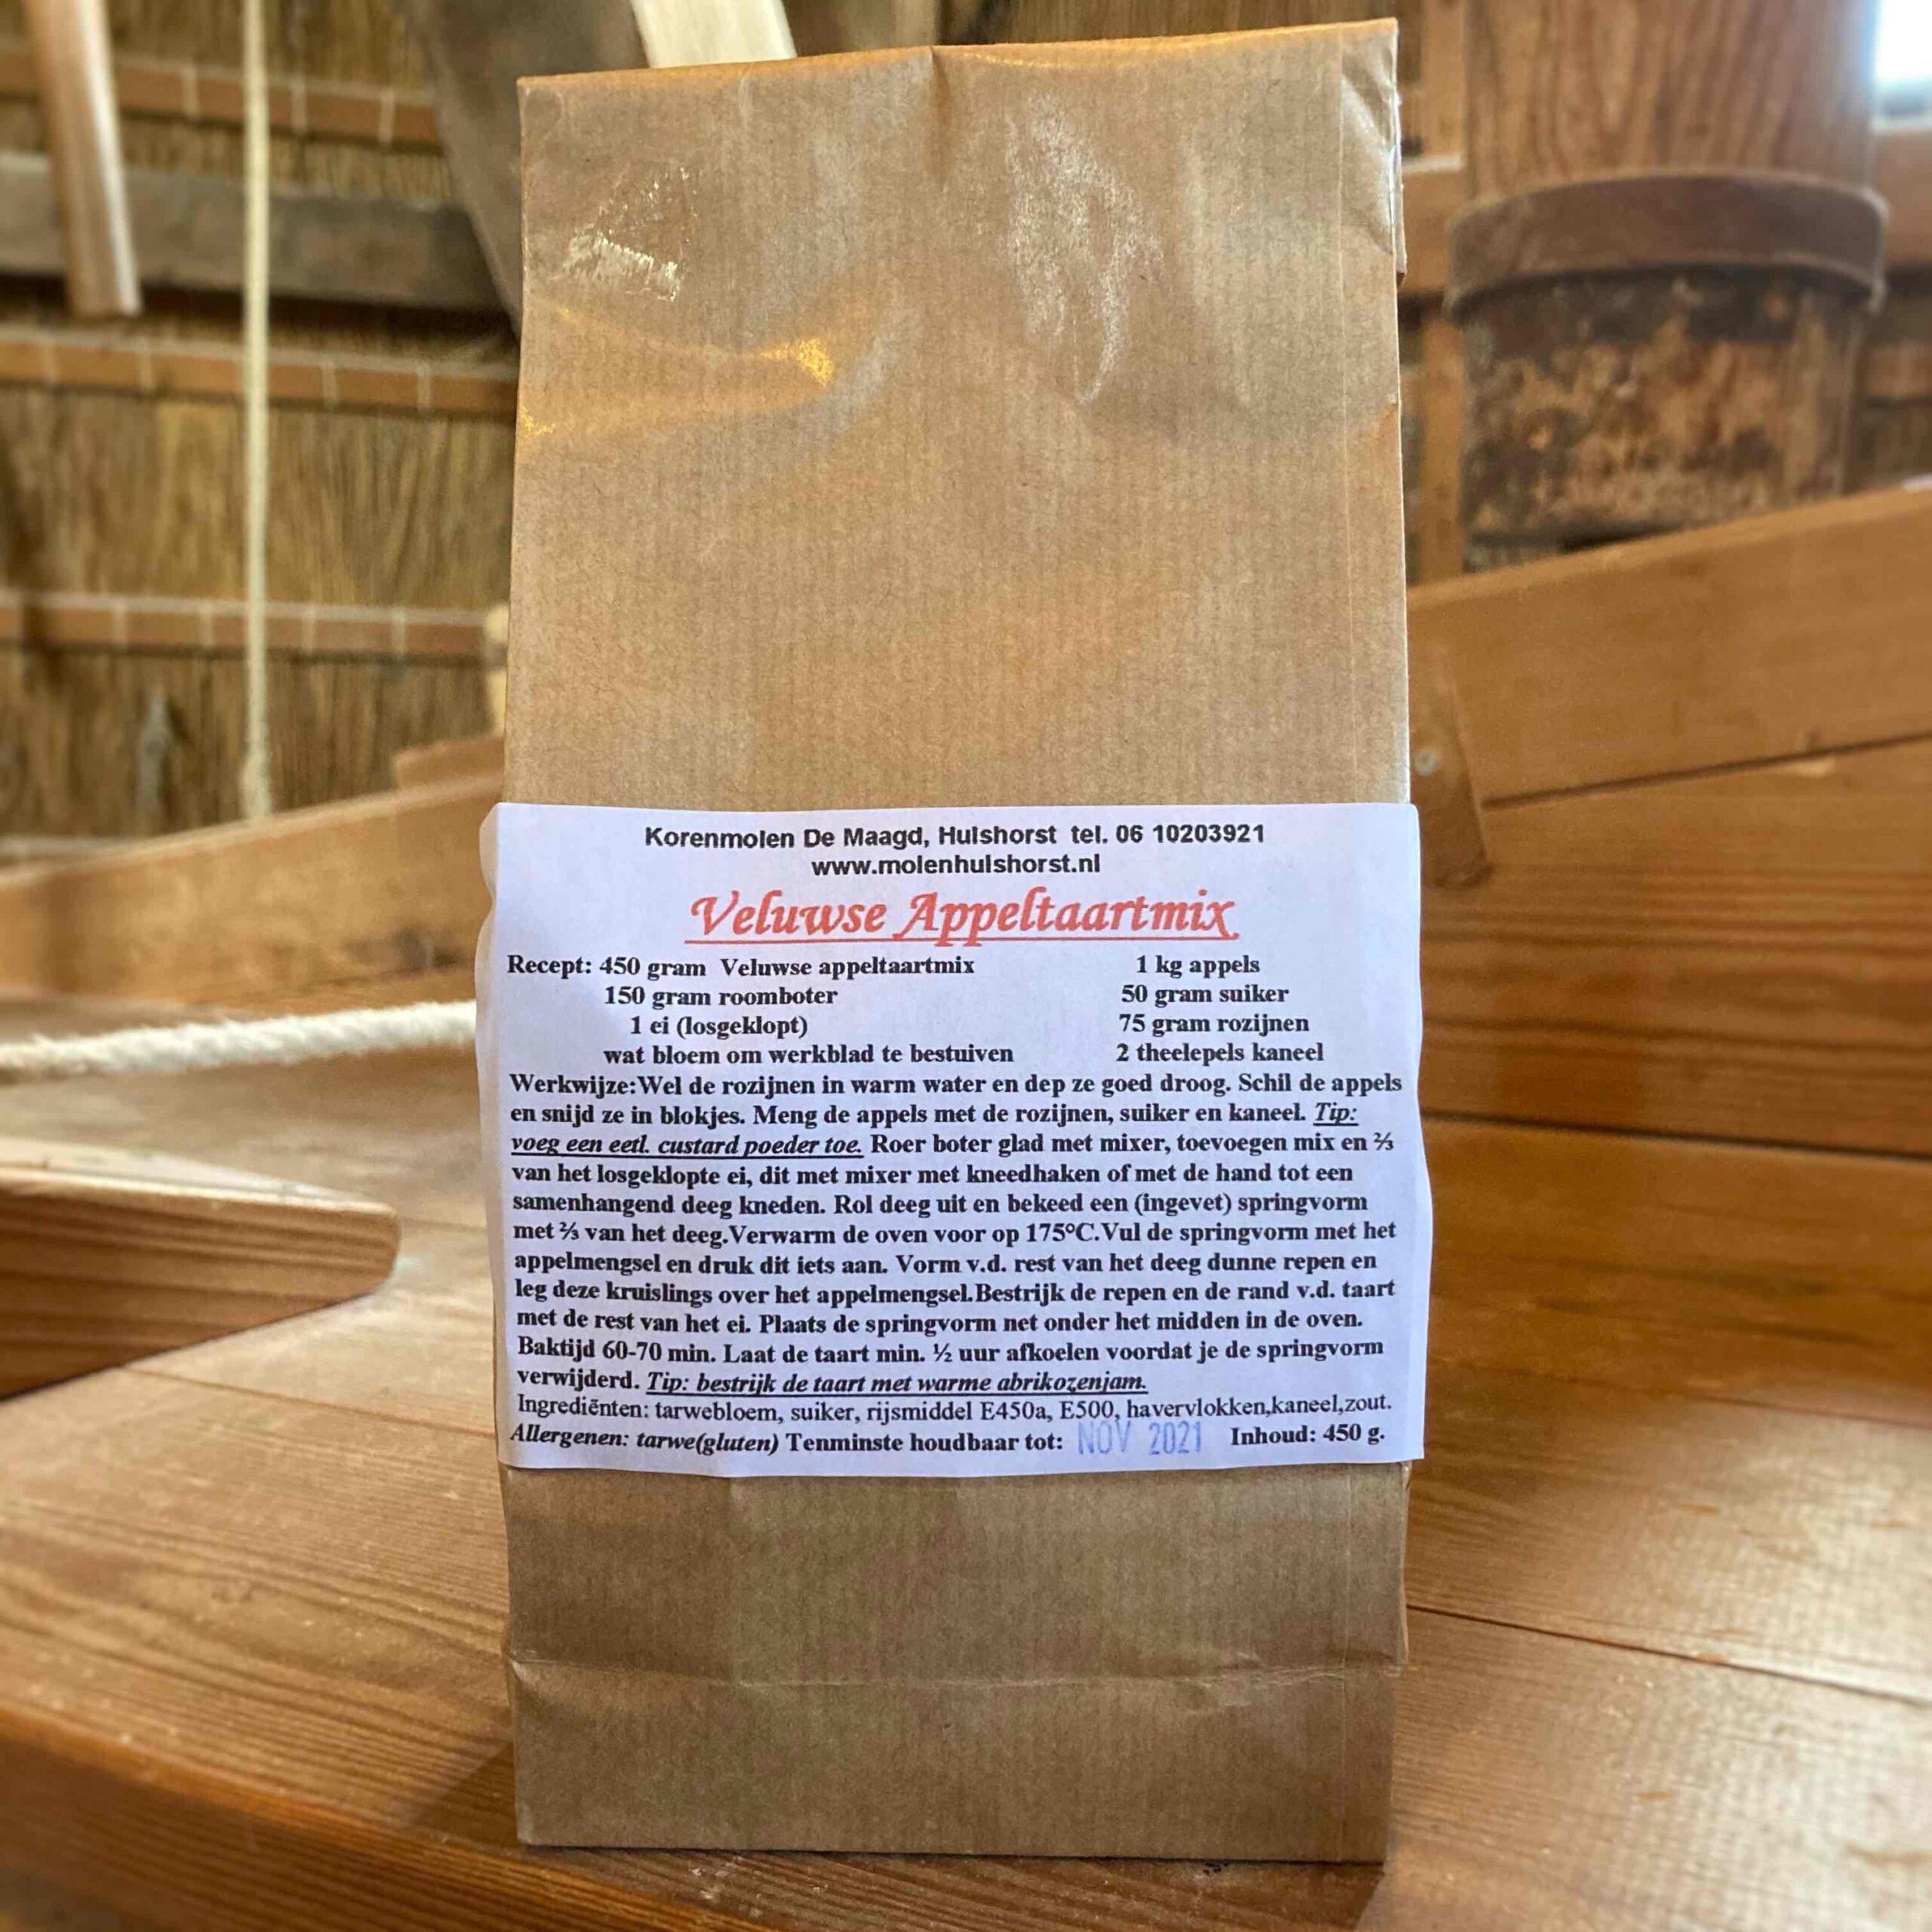 Korenmolen De Maagd, Hulshorst tel. 06 10203921
www.molenhulshorst.nl
Veluwse Appeltaartmix
Recept: 450 gram Veluwse appeltaartmix 1 kg appels
150 gram roomboter 50 gram suiker
1 ei (losgeklopt) 75 gram rozijnen
wat bloem om werkblad te bestuiven 2 theelepels kaneel
Werkwijze:Wel de rozijnen in warm water en dep ze goed droog. Schil de appels
en snijd ze in blokjes. Meng de appels met de rozijnen, suiker en kaneel. Tip:
voeg een eetl. custard poeder toe. Roer boter glad met mixer, toevoegen mix en ⅔
van het losgeklopte ei, dit met mixer met kneedhaken of met de hand tot een
samenhangend deeg kneden. Rol deeg uit en bekeed een (ingevet) springvorm
met ⅔ van het deeg.Verwarm de oven voor op 175°C.Vul de springvorm met het
appelmengsel en druk dit iets aan. Vorm v.d. rest van het deeg dunne repen en
leg deze kruislings over het appelmengsel.Bestrijk de repen en de rand v.d. taart
met de rest van het ei. Plaats de springvorm net onder het midden in de oven.
Baktijd 60-70 min. Laat de taart min. ½ uur afkoelen voordat je de springvorm
verwijderd. Tip: bestrijk de taart met warme abrikozenjam.
Ingrediënten: tarwebloem, suiker, rijsmiddel E450a, E500, havervlokken,kaneel,zout.
Allergenen: tarwe(gluten) Tenminste houdbaar tot: NOV 2021 Inhoud: 450 g.